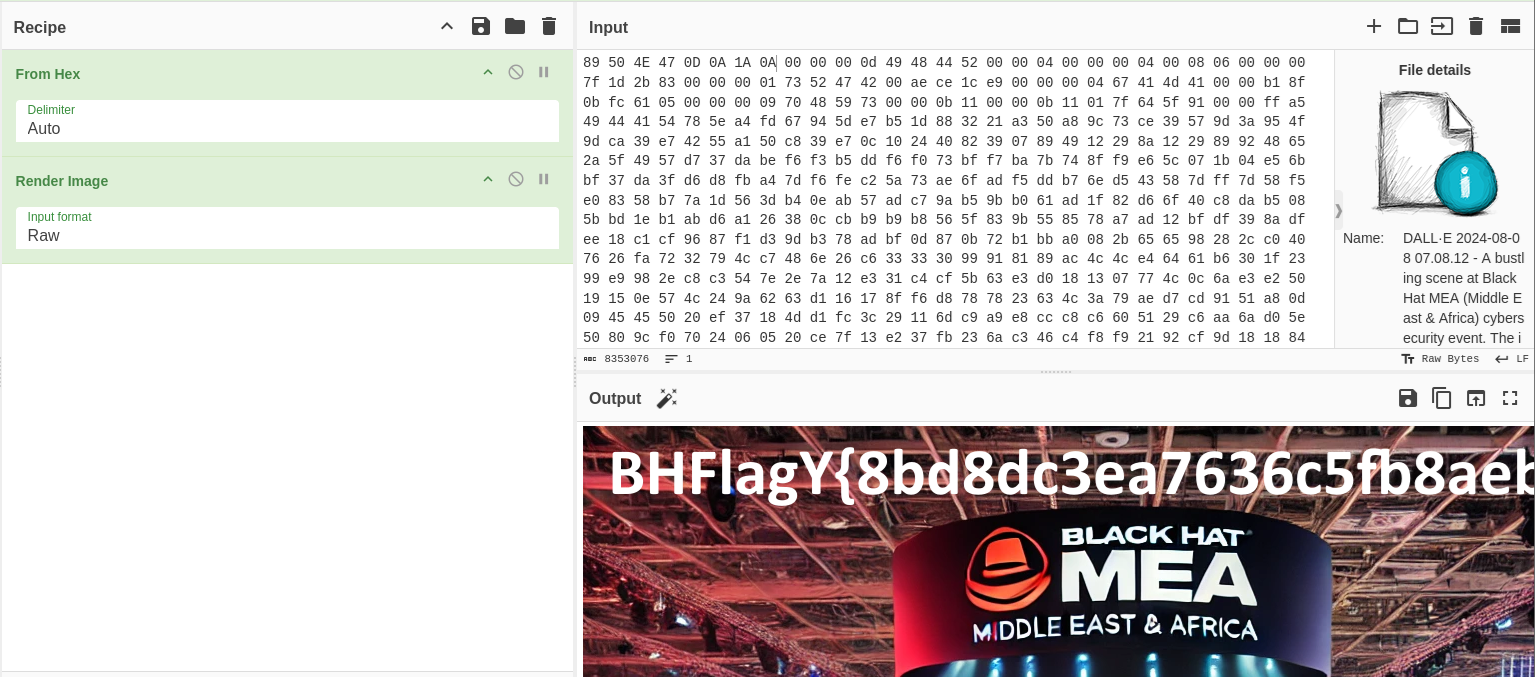 Recipe
From Hex
Delimiter
Auto
Render Image
Input format
Raw
Input
89 50 4E 47 0D 0A 1A 0A 00 00 00 0d 49 48 44 52 00 00 04 00 00 00 04 00 08 06 00 00 00
7f 1d 2b 83 00 00 00 01 73 52 47 42 00 ae ce 1c e9 00 00 00 04 67 41 4d 41 00 00 b1 8f
0b fc 61 05 00 00 00 09 70 48 59 73 00 00 0b 11 00 00 0b 11 01 7f 64 5f 91 00 00 ff a5
49 44 41 54 78 5e a4 fd 67 94 5d e7 b5 1d 88 32 21 a3 50 a8 9c 73 ce 39 57 9d 3a 95 4f
9d ca 39 e7 42 55 a1 50 c8 39 e7 0c 10 24 40 82 39 07 89 49 12 29 8a 12 29 89 92 48 65
2a 5f 49 57 d7 37 da be f6 f3 b5 dd f6 f0 73 bf f7 ba 7b 74 8f f9 e6 5c 07 1b 04 e5 6b
bf 37 da 3f d6 d8 fb a4 7d f6 fe c2 5a 73 ae 6f ad f5 dd b7 6e d5 43 58 7d ff 7d 58 f5
e0 83 58 b7 7a 1d 56 3d b4 0e ab 57 ad c7 9a b5 9b b0 61 ad 1f 82 d6 6f 40 c8 da b5 08
5b bd 1e b1 ab d6 a1 26 38 0c cb b9 b9 b8 56 5f 83 9b 55 85 78 a7 ad 12 bf df 39 8a df
ee 18 c1 cf 96 87 f1 d3 9d b3 78 ad bf 0d 87 0b 72 b1 bb a0 08 2b 65 65 98 28 2c c0 40
76 26 fa 72 32 79 4c c7 48 6e 26 c6 33 33 30 99 91 81 89 ac 4c 4c e4 64 61 b6 30 1f 23
99 e9 98 2e c8 c3 54 7e 2e 7a 12 e3 31 c4 cf 5b 63 e3 d0 18 13 07 77 4c 0c 6a e3 e2 50
19 15 0e 57 4c 24 9a 62 63 d1 16 17 8f f6 d8 78 78 23 63 4c 3a 79 ae d7 cd 91 51 a8 0d
09 45 45 50 20 ef 37 18 4d d1 fc 3c 29 11 6d c9 a9 e8 cc c8 c6 60 51 29 c6 aa 6a d0 5e
50 80 9c f0 70 24 06 05 20 ce 7f 13 e2 37 fb 23 6a c3 46 c4 f8 f9 21 92 cf 9d 18 18 84
File details
Name: DALL·E 2024-08-0
8 07.08.12 - A bustl
ing scene at Black
Hat MEA (Middle E
ast & Africa) cybers
ecurity event. The i
ABC 8353076 1
Raw Bytes LF
Output
BHFlagY{8bd8dc3ea7636c5fb8aeb
BLACK HAT
MEA
MIDDLE EAST & AFRICA